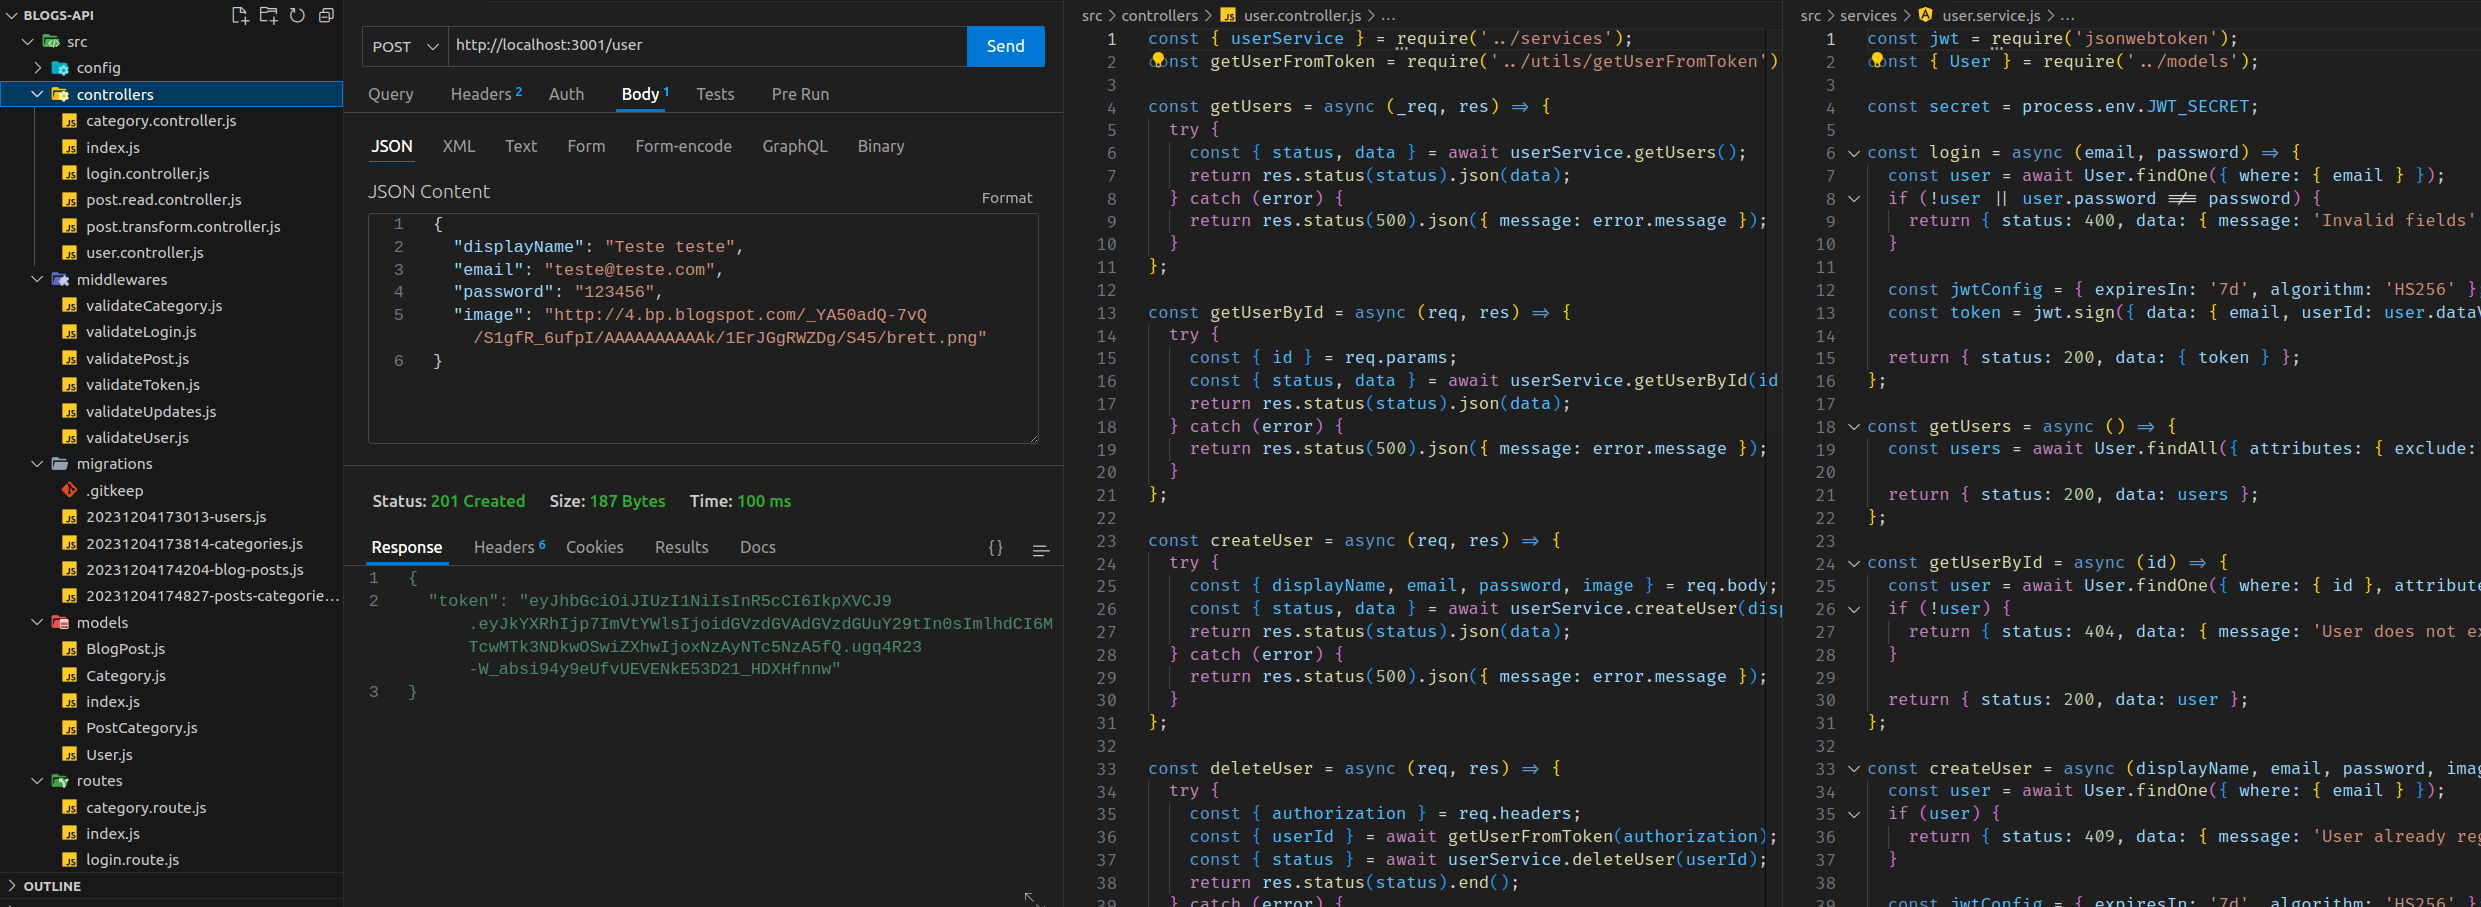 BLOGS-API
src
config
controllers
category.controller.js
index.js
login.controller.js
post.read.controller.js
post.transform.controller.js
user.controller.js
middlewares
validateCategory.js
validateLogin.js
validatePost.js
validateToken.js
validateUpdates.js
validateUser.js
migrations
.gitkeep
20231204173013-users.js
20231204173814-categories.js
20231204174204-blog-posts.js
20231204174827-posts-categorie...
models
BlogPost.js
Category.js
index.js
PostCategory.js
User.js
routes
category.route.js
index.js
login.route.js
OUTLINE
POST http://localhost:3001/user Send
Query Headers 2 Auth Body 1 Tests Pre Run
JSON XML Text Form Form-encode GraphQL Binary
JSON Content
Format
1 {
2 "displayName": "Teste teste",
3 "email": "teste@teste.com",
4 "password": "123456",
5 "image": "http://4.bp.blogspot.com/_YA50adQ-7vQ
/S1gfR_6ufpI/AAAAAAAAAAk/1ErJGgRWZDg/S45/brett.png"
6 }
Status: 201 Created Size: 187 Bytes Time: 100 ms
Response Headers 6 Cookies Results Docs {}
1 {
2 "token": "eyJhbGciOiJIUzI1NiIsInR5cCI6IkpXVCJ9
.eyJkYXRhIjp7ImVtYWlsIjoidGVzdGVAdGVzdGUuY29tIn0sImlhdCI6M
TcwMTk3NDkwOSwiZXhwIjoxNzAyNTc5NzA5fQ.ugq4R23
-W_absi94y9eUfvUEVENkE53D21_HDXHfnnw"
3 }
src > controllers > JS user.controller.js > ...
1 const { userService } = require('../services');
2 const getUserFromToken = require('../utils/getUserFromToken')
3
4 const getUsers = async (_req, res) => {
5 try {
6 const { status, data } = await userService.getUsers();
7 return res.status(status).json(data);
8 } catch (error) {
9 return res.status(500).json({ message: error.message });
10 }
11 };
12
13 const getUserById = async (req, res) => {
14 try {
15 const { id } = req.params;
16 const { status, data } = await userService.getUserById(id
17 return res.status(status).json(data);
18 } catch (error) {
19 return res.status(500).json({ message: error.message });
20 }
21 };
22
23 const createUser = async (req, res) => {
24 try {
25 const { displayName, email, password, image } = req.body;
26 const { status, data } = await userService.createUser(disp
27 return res.status(status).json(data);
28 } catch (error) {
29 return res.status(500).json({ message: error.message });
30 }
31 };
32
33 const deleteUser = async (req, res) => {
34 try {
35 const { authorization } = req.headers;
36 const { userId } = await getUserFromToken(authorization);
37 const { status } = await userService.deleteUser(userId);
38 return res.status(status).end();
39 } catch (error) {
src > services > user.service.js > ...
1 const jwt = require('jsonwebtoken');
2 const { User } = require('../models');
3
4 const secret = process.env.JWT_SECRET;
5
6 const login = async (email, password) => {
7 const user = await User.findOne({ where: { email } });
8 if (!user || user.password !== password) {
9 return { status: 400, data: { message: 'Invalid fields'
10 }
11
12 const jwtConfig = { expiresIn: '7d', algorithm: 'HS256' }
13 const token = jwt.sign({ data: { email, userId: user.data
14
15 return { status: 200, data: { token } };
16 };
17
18 const getUsers = async () => {
19 const users = await User.findAll({ attributes: { exclude:
20
21 return { status: 200, data: users };
22 };
23
24 const getUserById = async (id) => {
25 const user = await User.findOne({ where: { id }, attribute
26 if (!user) {
27 return { status: 404, data: { message: 'User does not ex
28 }
29
30 return { status: 200, data: user };
31 };
32
33 const createUser = async (displayName, email, password, ima
34 const user = await User.findOne({ where: { email } });
35 if (user) {
36 return { status: 409, data: { message: 'User already reg
37 }
38
39 const jwtConfig = { expiresIn: '7d', algorithm: 'HS256' }